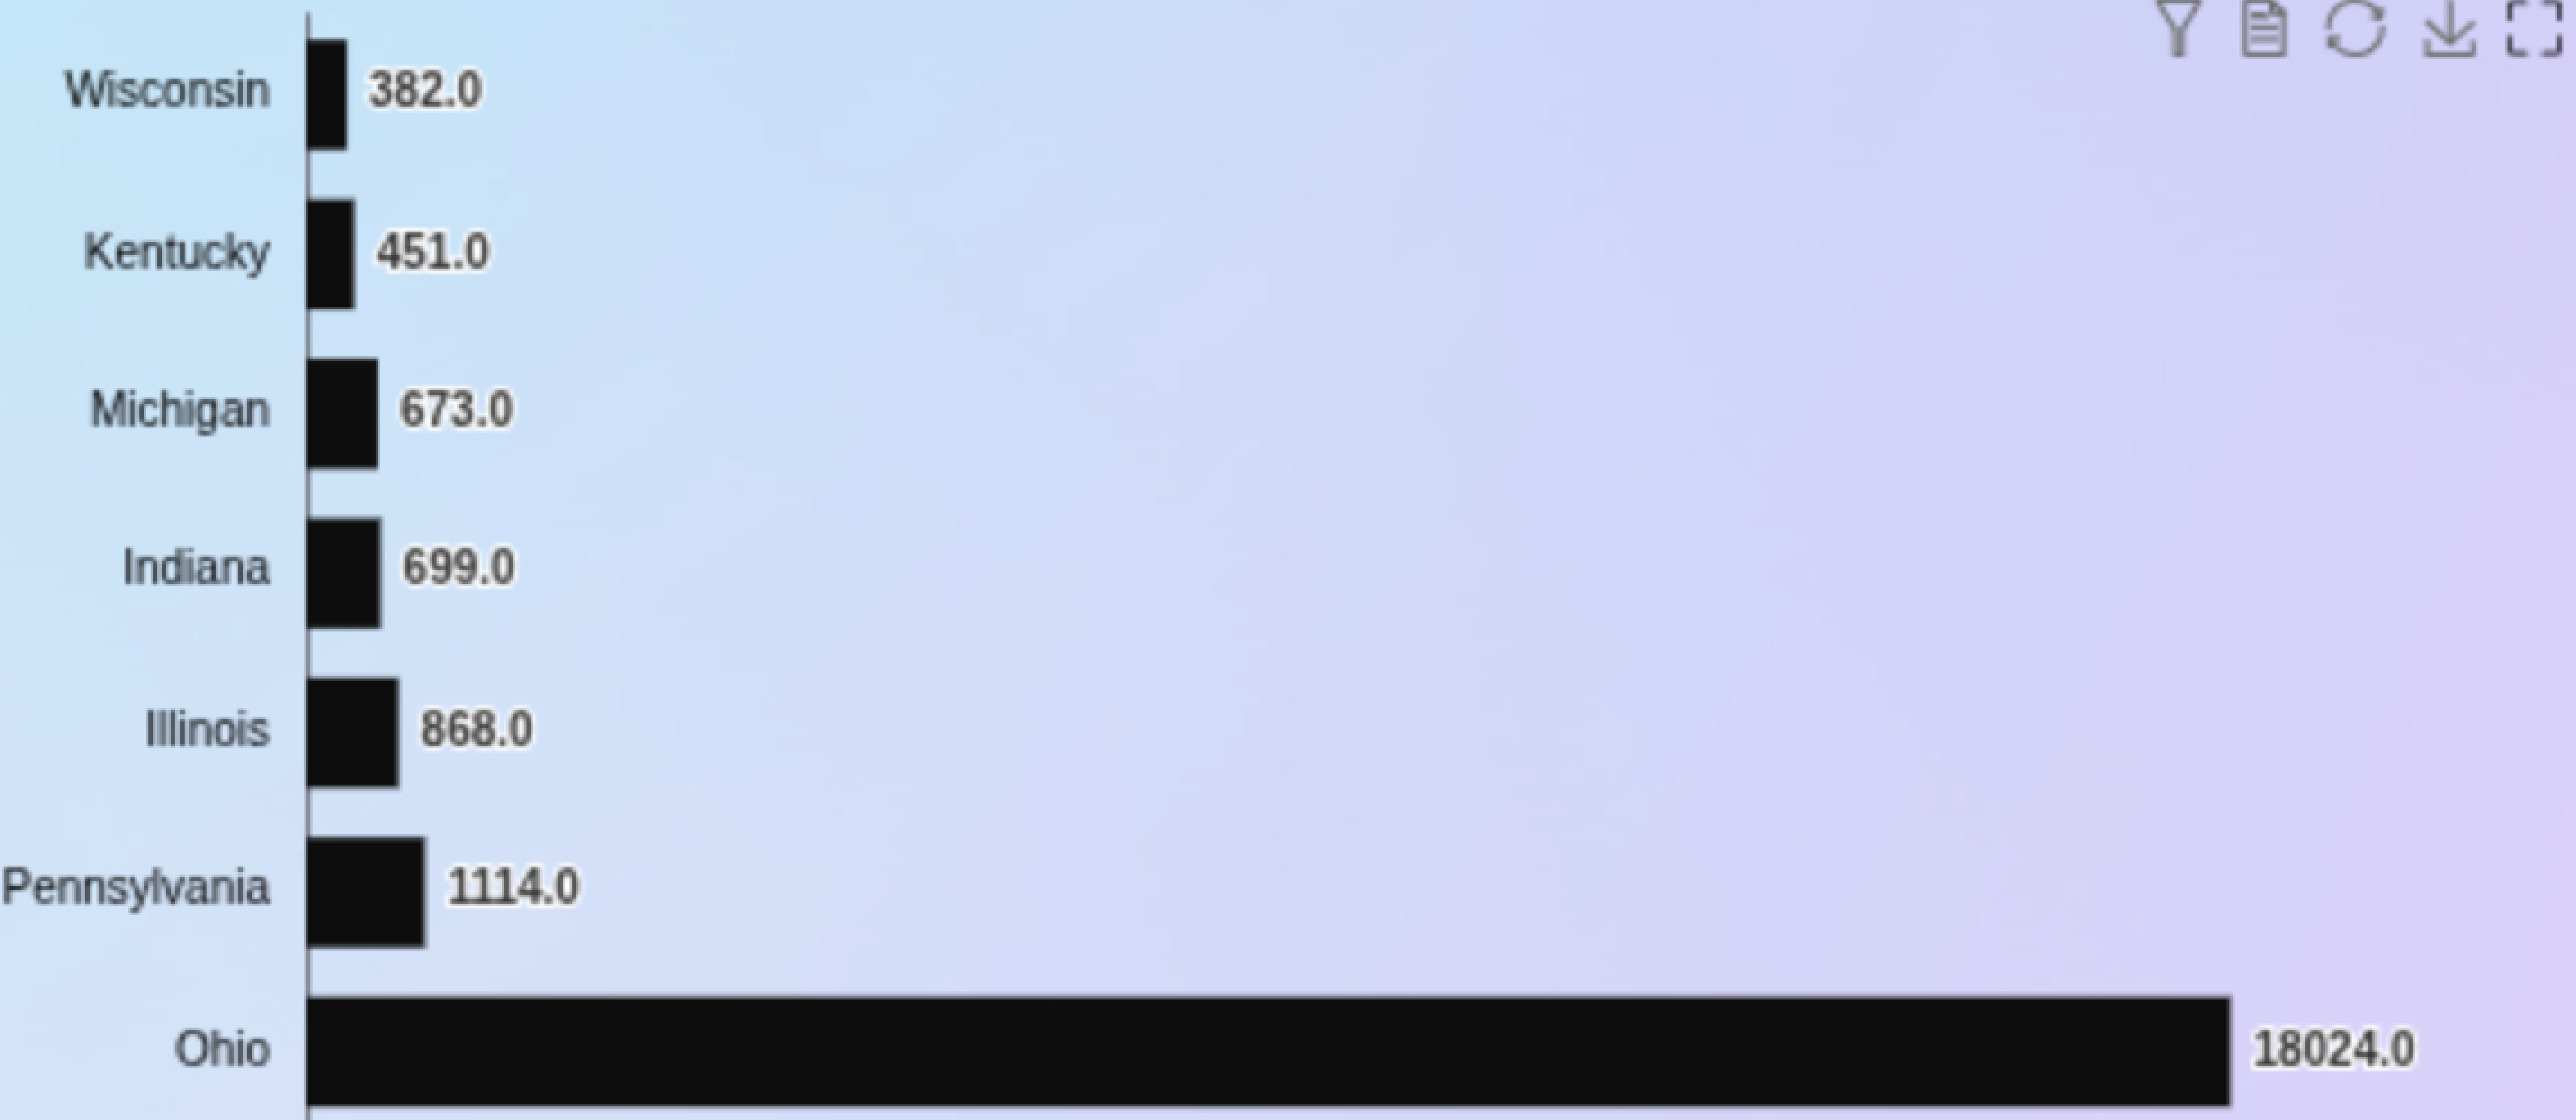 Wisconsin 382.0
Kentucky 451.0
Michigan 673.0
Indiana 699.0
Illinois 868.0
Pennsylvania 1114.0
Ohio 18024.0